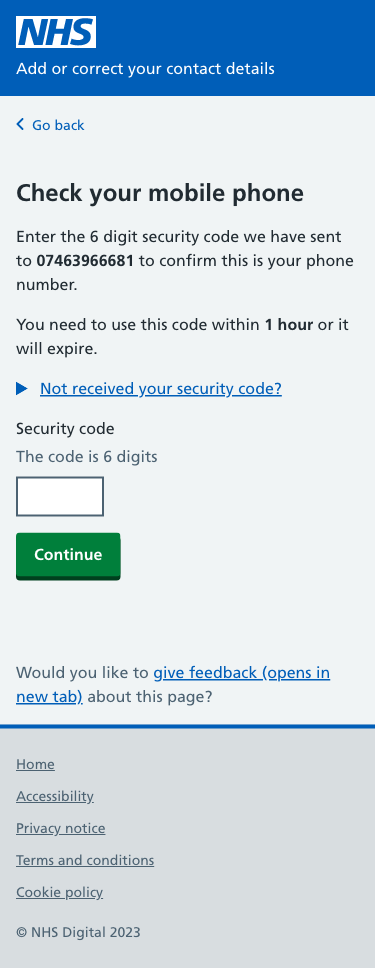 NHS
Add or correct your contact details
Go back
Check your mobile phone
Enter the 6 digit security code we have sent
to 07463966681 to confirm this is your phone
number.
You need to use this code within 1 hour or it
will expire.
Not received your security code?
Security code
The code is 6 digits
Continue
Would you like to give feedback (opens in
new tab) about this page?
Home
Accessibility
Privacy notice
Terms and conditions
Cookie policy
© NHS Digital 2023